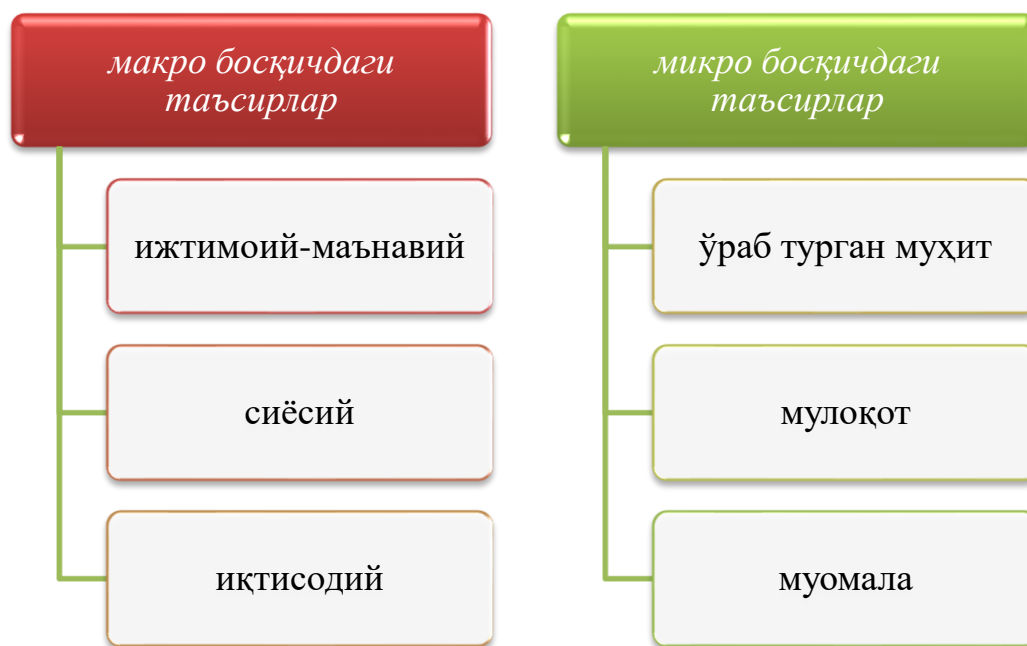 макро босқичдаги
таъсирлар
ижтимоий-маънавий
сиёсий
иқтисодий
микро босқичдаги
таъсирлар
ўраб турган муҳит
мулоқот
муомала